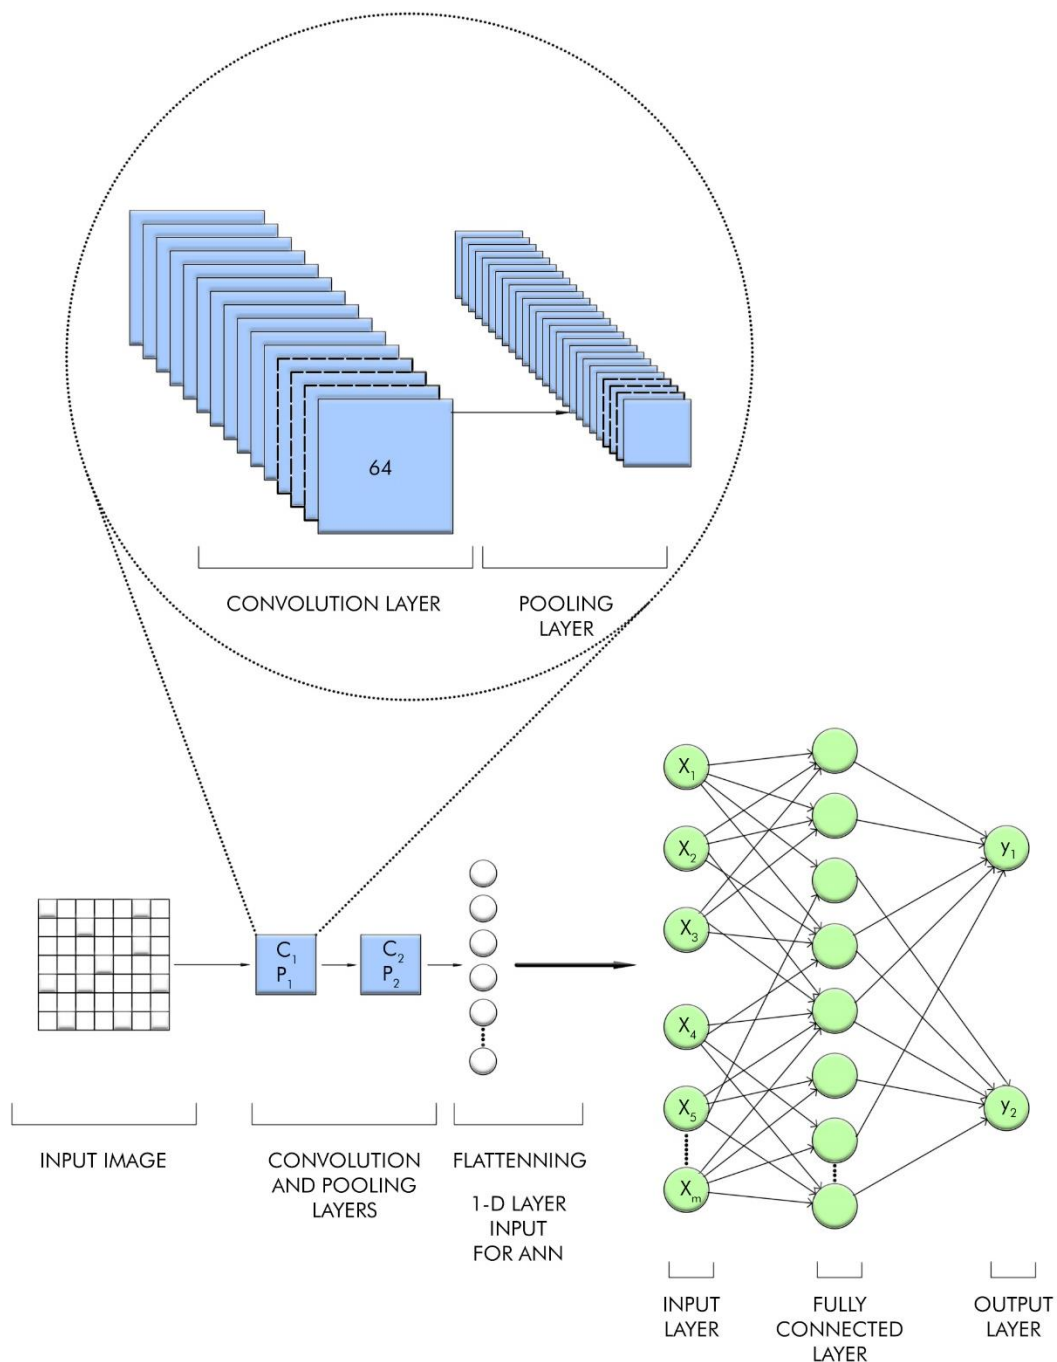 64
CONVOLUTION LAYER
POOLING
LAYER
X₁
X₂
X₃
X₄
X₅
Xₘ
y₁
y₂
C₁
P₁
C₂
P₂
INPUT IMAGE
CONVOLUTION
AND POOLING
LAYERS
FLATTENNING
1-D LAYER
INPUT
FOR ANN
INPUT
LAYER
FULLY
CONNECTED
LAYER
OUTPUT
LAYER